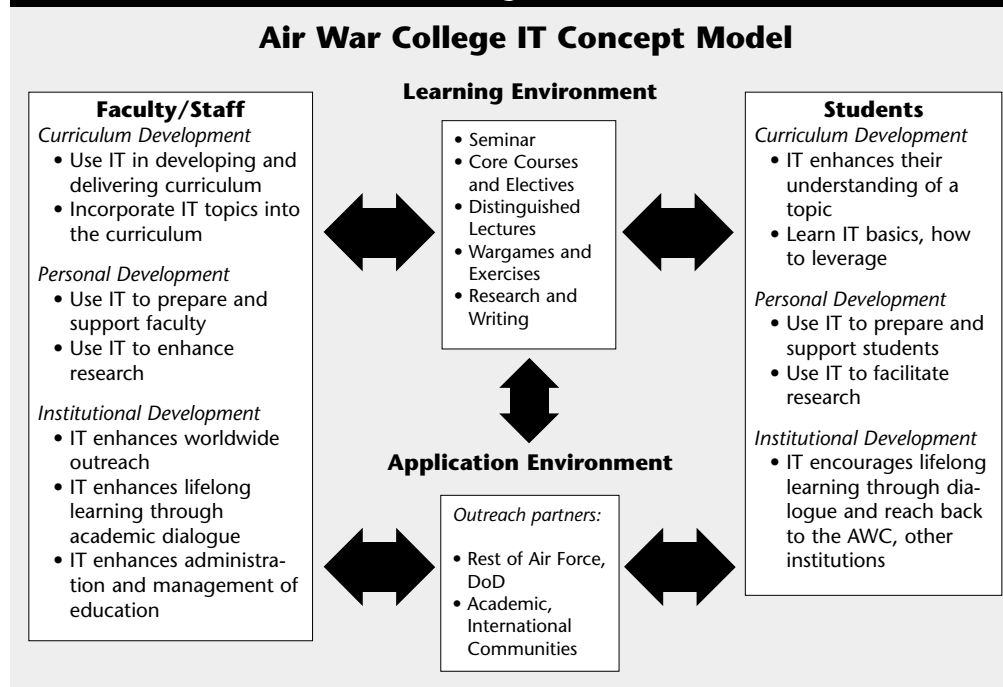 Air War College IT Concept Model
Faculty/Staff
Curriculum Development
• Use IT in developing and
delivering curriculum
• Incorporate IT topics into
the curriculum
Personal Development
• Use IT to prepare and
support faculty
• Use IT to enhance
research
Institutional Development
• IT enhances worldwide
outreach
• IT enhances lifelong
learning through
academic dialogue
• IT enhances administra-
tion and management of
education
Learning Environment
• Seminar
• Core Courses
and Electives
• Distinguished
Lectures
• Wargames and
Exercises
• Research and
Writing
Application Environment
Outreach partners:
• Rest of Air Force,
DoD
• Academic,
International
Communities
Students
Curriculum Development
• IT enhances their
understanding of a
topic
• Learn IT basics, how
to leverage
Personal Development
• Use IT to prepare and
support students
• Use IT to facilitate
research
Institutional Development
• IT encourages lifelong
learning through dia-
logue and reach back
to the AWC, other
institutions